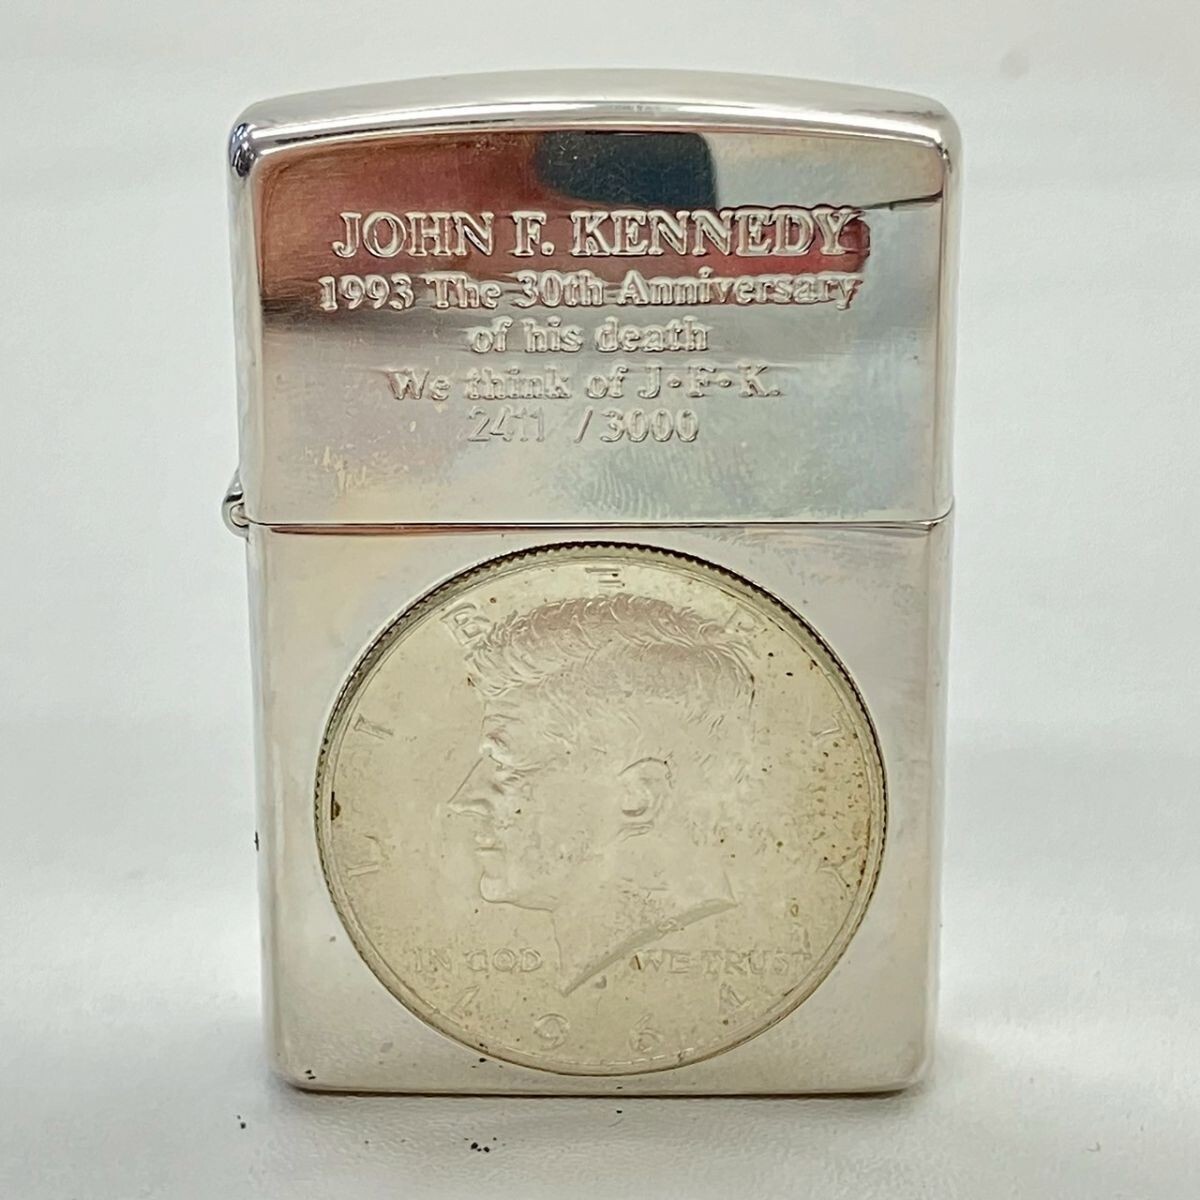 JOHN F. KENNEDY
1993 The 30th Anniversary
of his death
We think of J·F·K.
2411 /3000
LIBERTY
IN GOD WE TRUST
1964